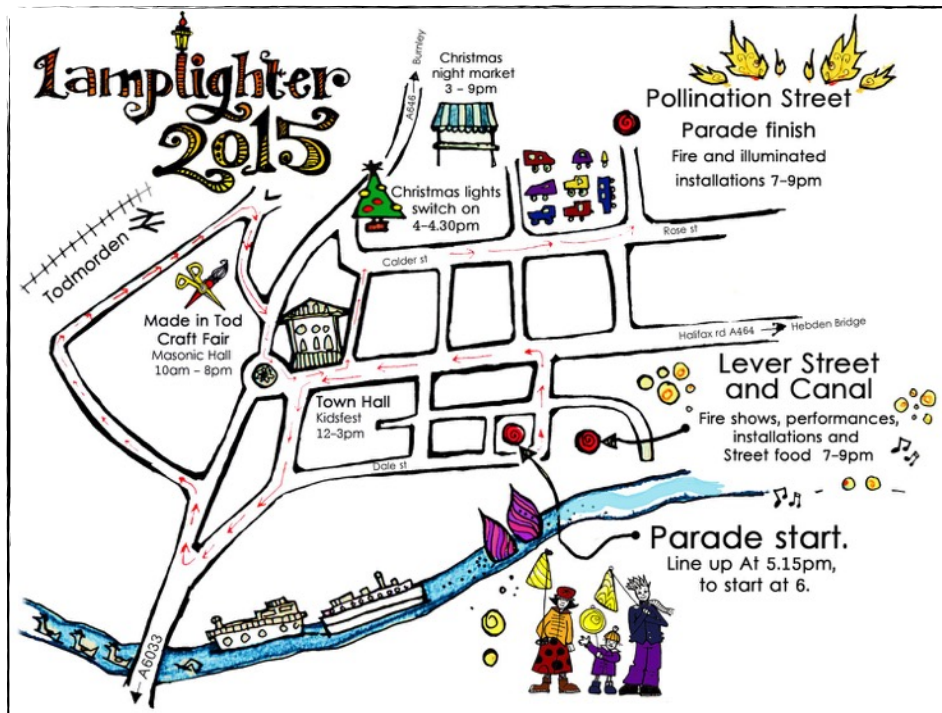 Lamplighter
2015
A646
Burnley
Christmas
night market
3 - 9pm
Pollination Street
Parade finish
Fire and illuminated
installations 7-9pm
Christmas lights
switch on
4-4.30pm
Todmorden
Calder st
Rose st
Made in Tod
Craft Fair
Masonic Hall
10am - 8pm
Halifax rd A464
Hebden Bridge
Town Hall
Kidsfest
12-3pm
Lever Street
and Canal
Fire shows, performances,
installations and
Street food 7-9pm
Dale st
Parade start.
Line up At 5.15pm,
to start at 6.
A6033